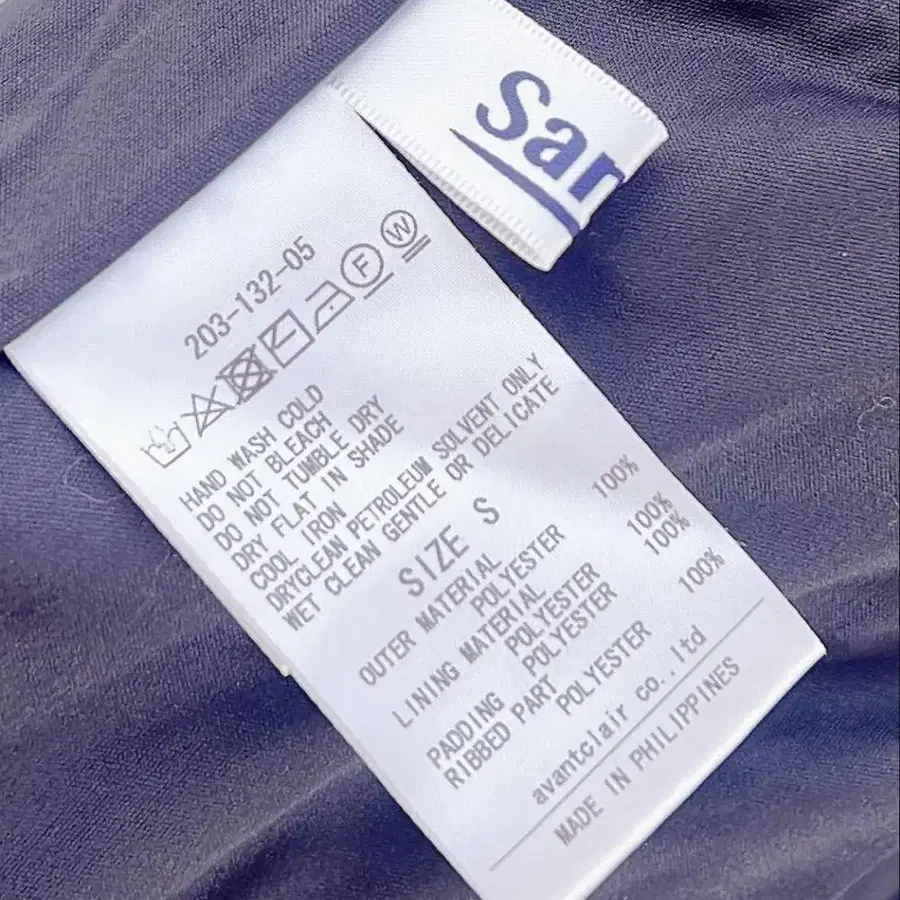 Sar
203-132-05
F W
HAND WASH COLD
DO NOT BLEACH
DO NOT TUMBLE DRY
DRY FLAT IN SHADE
COOL IRON
DRYCLEAN PETROLEUM SOLVENT ONLY
WET CLEAN GENTLE OR DELICATE
SIZE S
OUTER MATERIAL
POLYESTER 100%
LINING MATERIAL
POLYESTER 100%
PADDING POLYESTER 100%
RIBBED PART
POLYESTER 100%
avantclair co.,ltd
MADE IN PHILIPPINES